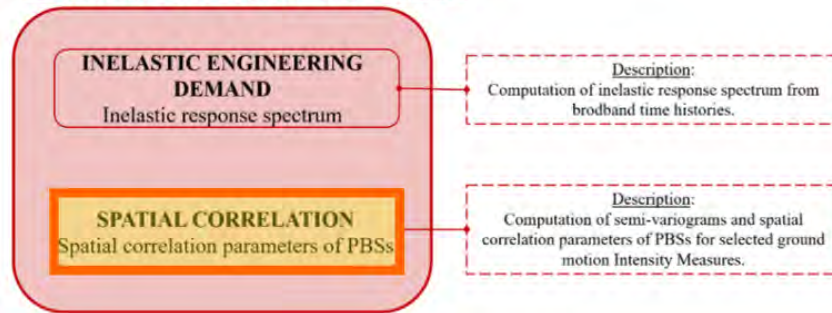 INELASTIC ENGINEERING
DEMAND
Inelastic response spectrum
Description:
Computation of inelastic response spectrum from
brodband time histories.
SPATIAL CORRELATION
Spatial correlation parameters of PBSs
Description:
Computation of semi-variograms and spatial
correlation parameters of PBSs for selected ground
motion Intensity Measures.